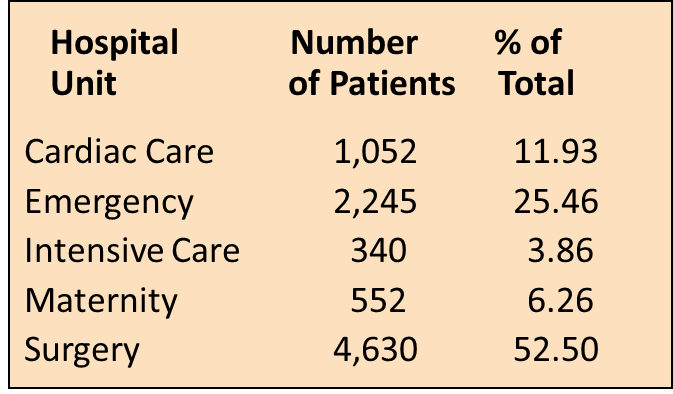 Hospital Number % of
Unit of Patients Total
Cardiac Care 1,052 11.93
Emergency 2,245 25.46
Intensive Care 340 3.86
Maternity 552 6.26
Surgery 4,630 52.50